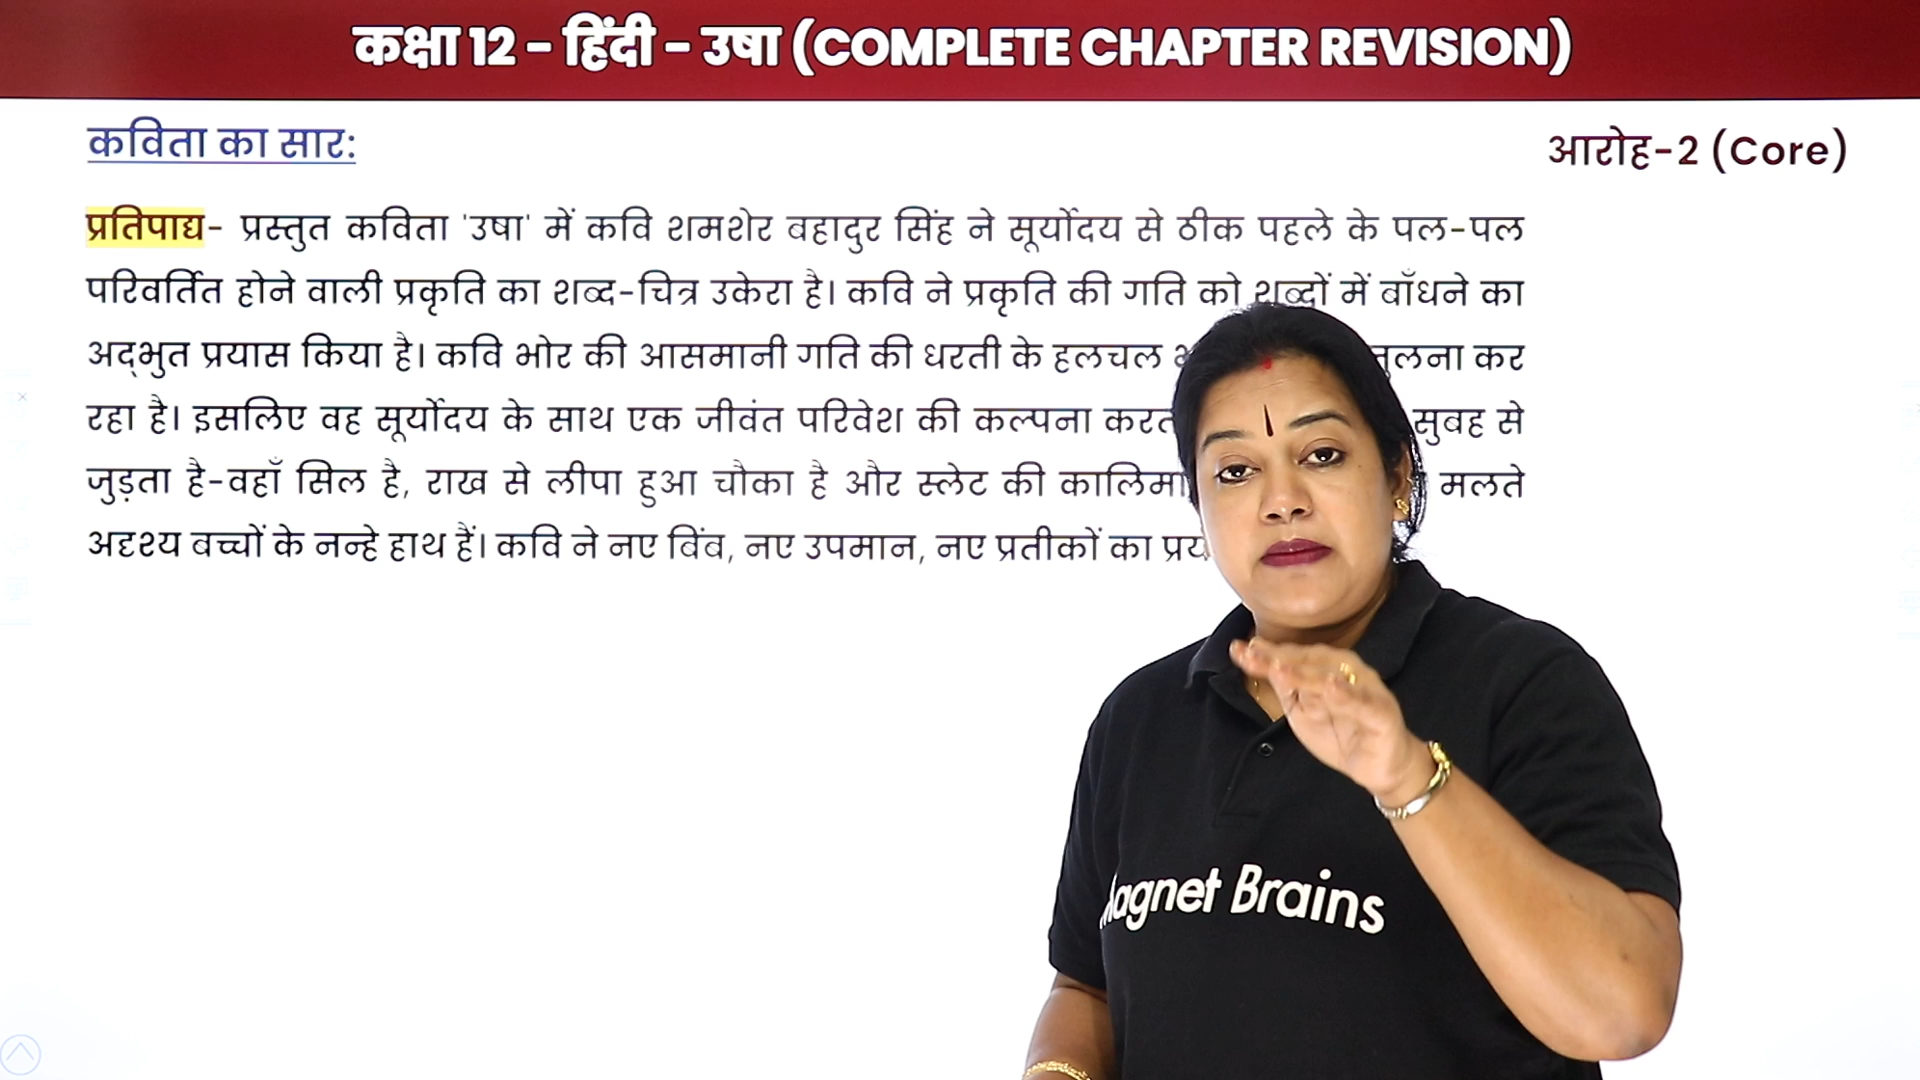 कक्षा 12 - हिंदी - उषा (COMPLETE CHAPTER REVISION)
कविता का सार:
आरोह-2 (Core)
प्रतिपाद्य- प्रस्तुत कविता 'उषा' में कवि शमशेर बहादुर सिंह ने सूर्योदय से ठीक पहले के पल-पल
परिवर्तित होने वाली प्रकृति का शब्द-चित्र उकेरा है। कवि ने प्रकृति की गति को शब्दों में बाँधने का
अद्भुत प्रयास किया है। कवि भोर की आसमानी गति की धरती के हलचल कर
रहा है। इसलिए वह सूर्योदय के साथ एक जीवंत परिवेश की कल्पना सुबह से
जुड़ता है-वहाँ सिल है, राख से लीपा हुआ चौका है और स्लेट की मलते
अदृश्य बच्चों के नन्हे हाथ हैं। कवि ने नए बिंब, नए उपमान, नए प्रतीकों का
Brains